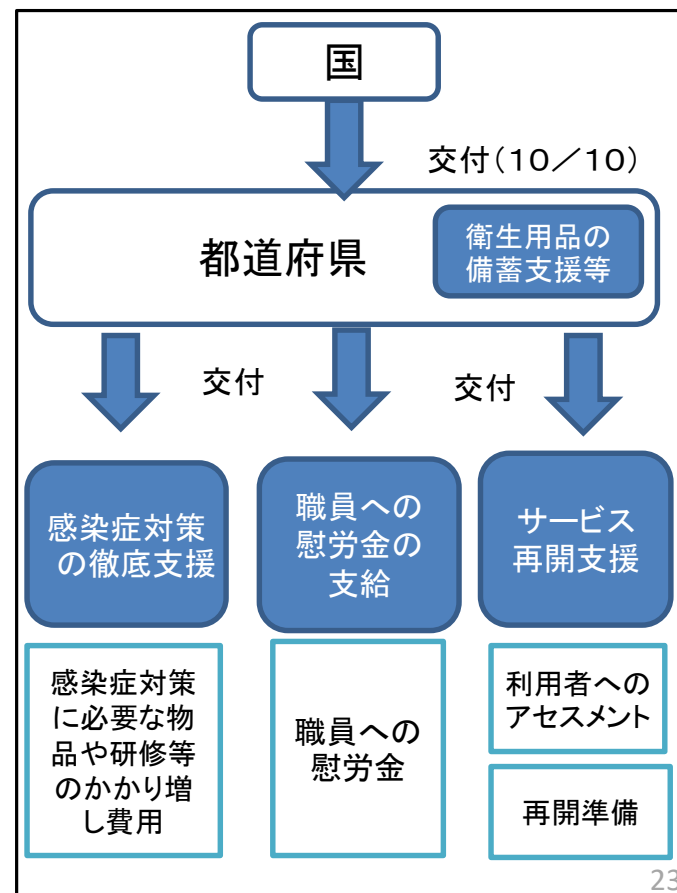 国
交付(10/10)
都道府県
衛生用品の
備蓄支援等
交付
交付
感染症対策
の徹底支援
職員への
慰労金の
支給
サービス
再開支援
感染症対策
に必要な物
品や研修等
のかかり増
し費用
職員への
慰労金
利用者への
アセスメント
再開準備
23